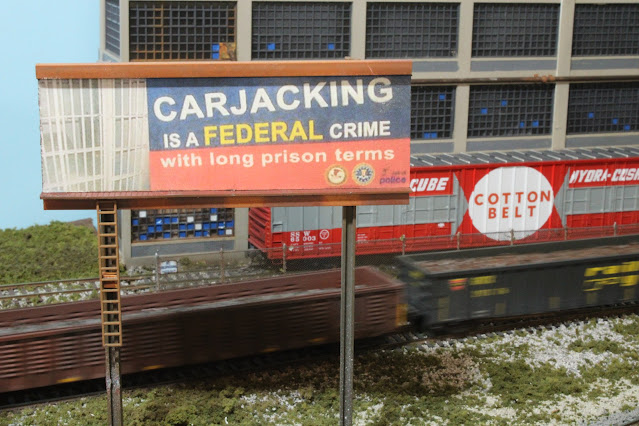 CARJACKING
IS A FEDERAL CRIME
with long prison terms
police
CUBE
COTTON
BELT
HYDRA-CUSH